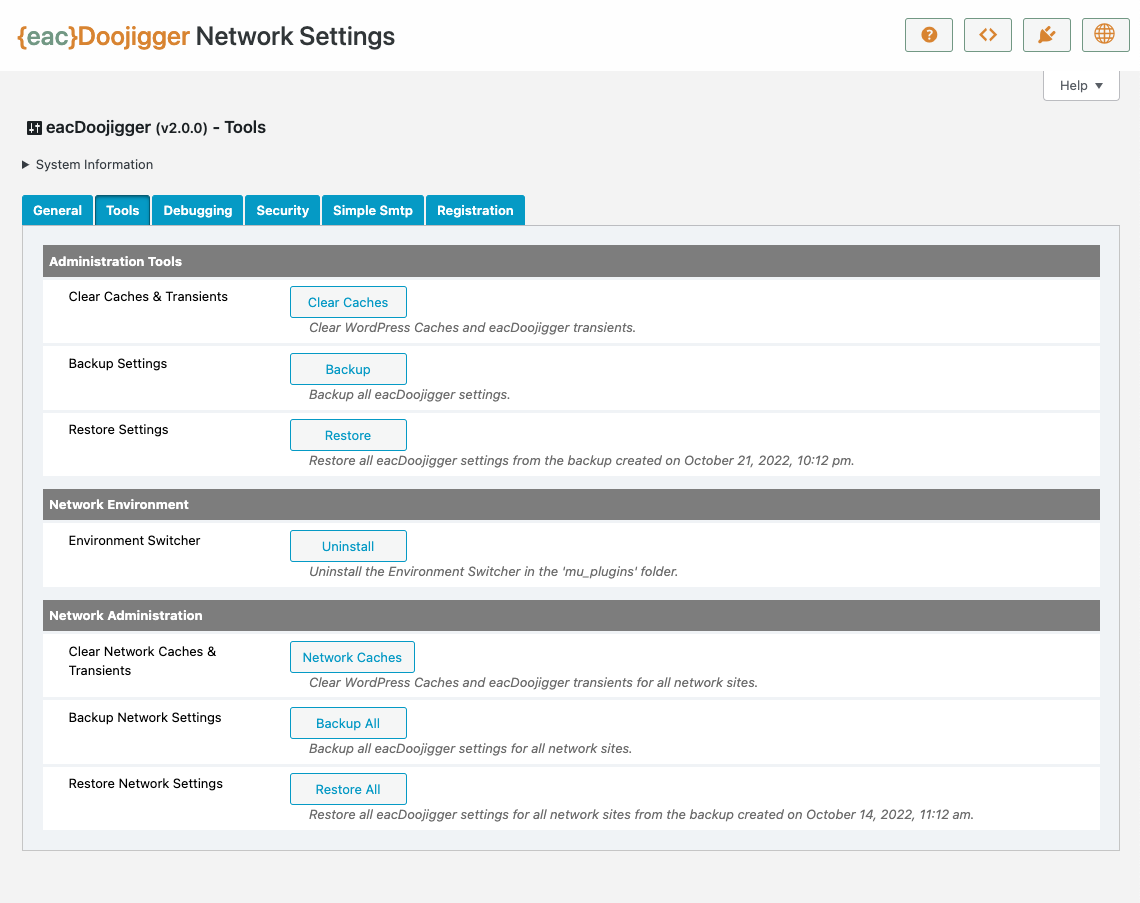 {eac}Doojigger Network Settings
Help
eacDoojigger (v2.0.0) - Tools
System Information
General Tools Debugging Security Simple Smtp Registration
Administration Tools
Clear Caches & Transients
Clear Caches
Clear WordPress Caches and eacDoojigger transients.
Backup Settings
Backup
Backup all eacDoojigger settings.
Restore Settings
Restore
Restore all eacDoojigger settings from the backup created on October 21, 2022, 10:12 pm.
Network Environment
Environment Switcher
Uninstall
Uninstall the Environment Switcher in the 'mu_plugins' folder.
Network Administration
Clear Network Caches &
Transients
Network Caches
Clear WordPress Caches and eacDoojigger transients for all network sites.
Backup Network Settings
Backup All
Backup all eacDoojigger settings for all network sites.
Restore Network Settings
Restore All
Restore all eacDoojigger settings for all network sites from the backup created on October 14, 2022, 11:12 am.